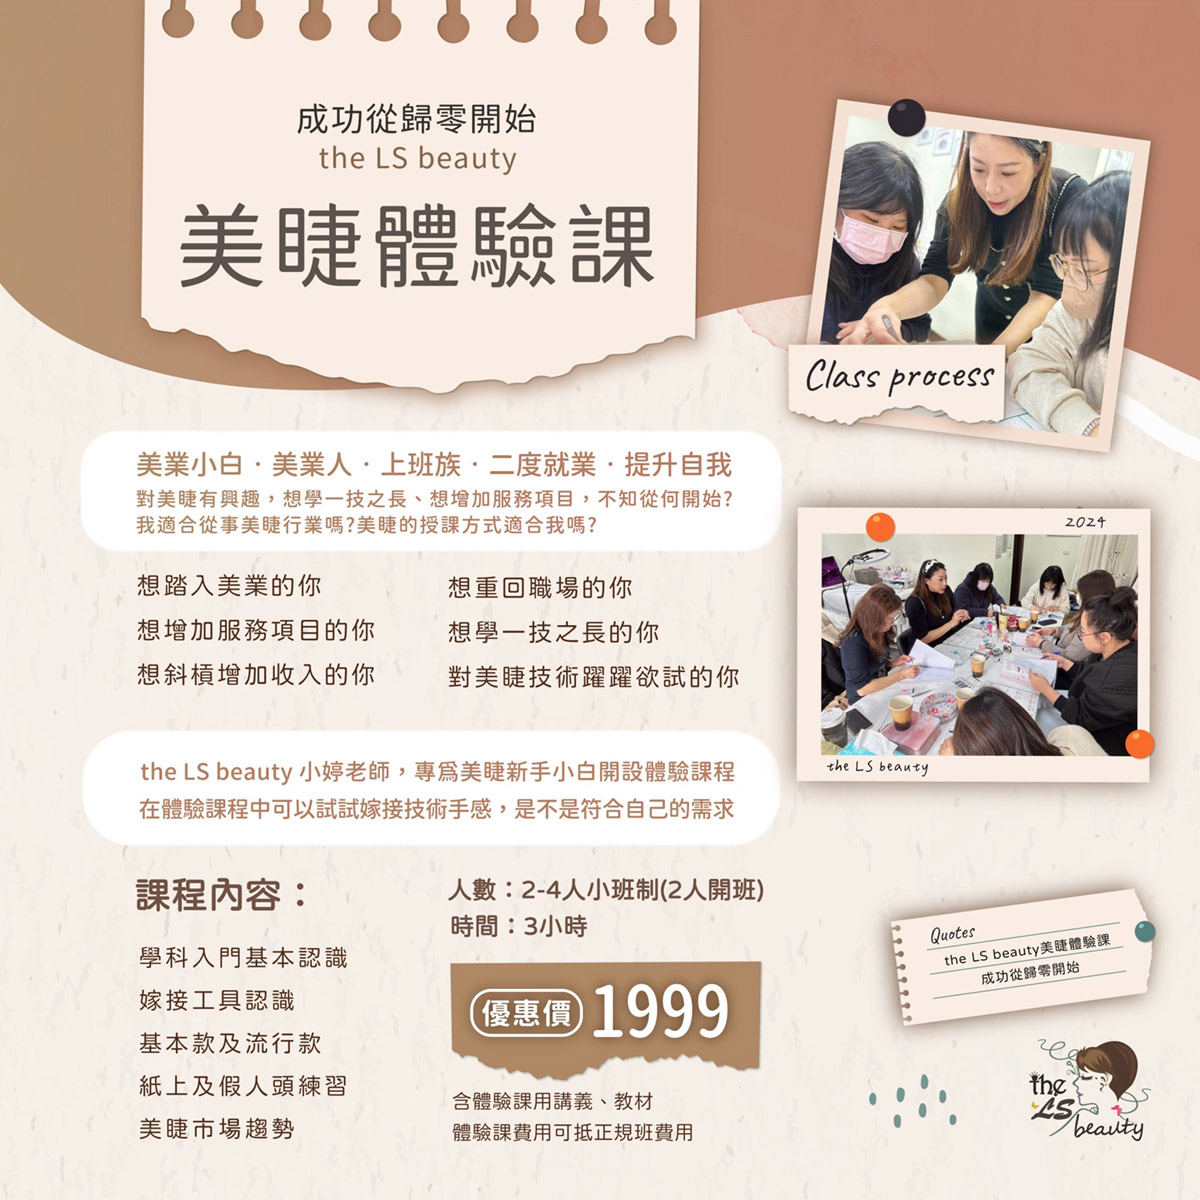 成功從歸零開始
the LS beauty
美睫體驗課
Class process
美業小白・美業人・上班族・二度就業・提升自我
對美睫有興趣，想學一技之長、想增加服務項目，不知從何開始?
我適合從事美睫行業嗎?美睫的授課方式適合我嗎?
想踏入美業的你
想增加服務項目的你
想斜槓增加收入的你
想重回職場的你
想學一技之長的你
對美睫技術躍躍欲試的你
2024
the LS beauty
the LS beauty 小婷老師，專爲美睫新手小白開設體驗課程
在體驗課程中可以試試嫁接技術手感，是不是符合自己的需求
課程內容：
學科入門基本認識
嫁接工具認識
基本款及流行款
紙上及假人頭練習
美睫市場趨勢
人數：2-4人小班制(2人開班)
時間：3小時
優惠價 1999
含體驗課用講義、教材
體驗課費用可抵正規班費用
Quotes
the LS beauty美睫體驗課
成功從歸零開始
the
LS
beauty